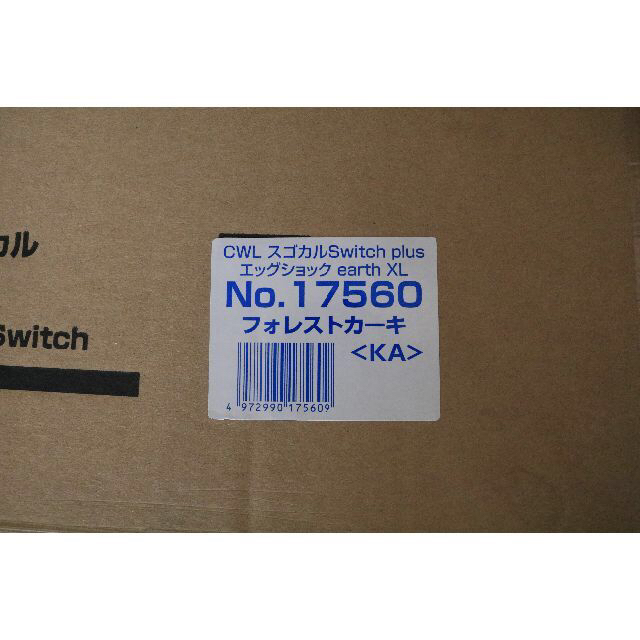 カル
Switch
CWL スゴカルSwitch plus
エッグショック earth XL
No.17560
フォレストカーキ
<KA>
4 972990 175609